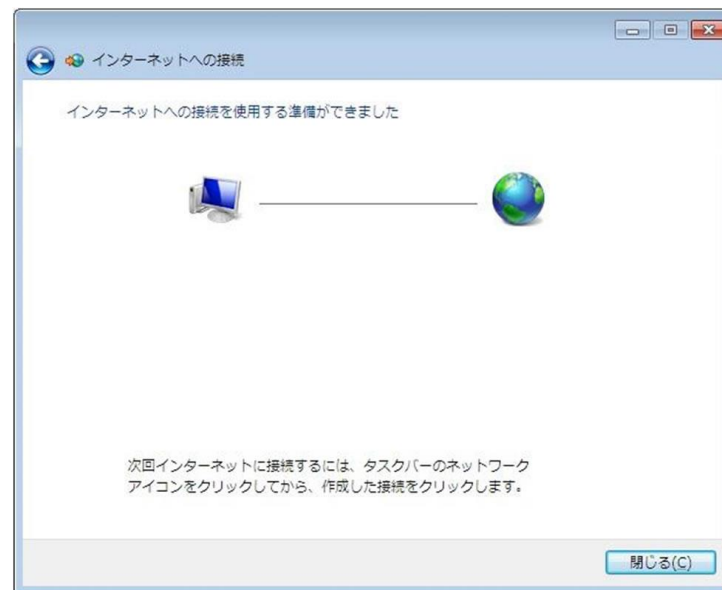 インターネットへの接続
インターネットへの接続を使用する準備ができました
次回インターネットに接続するには、タスクバーのネットワーク
アイコンをクリックしてから、作成した接続をクリックします。
閉じる(C)